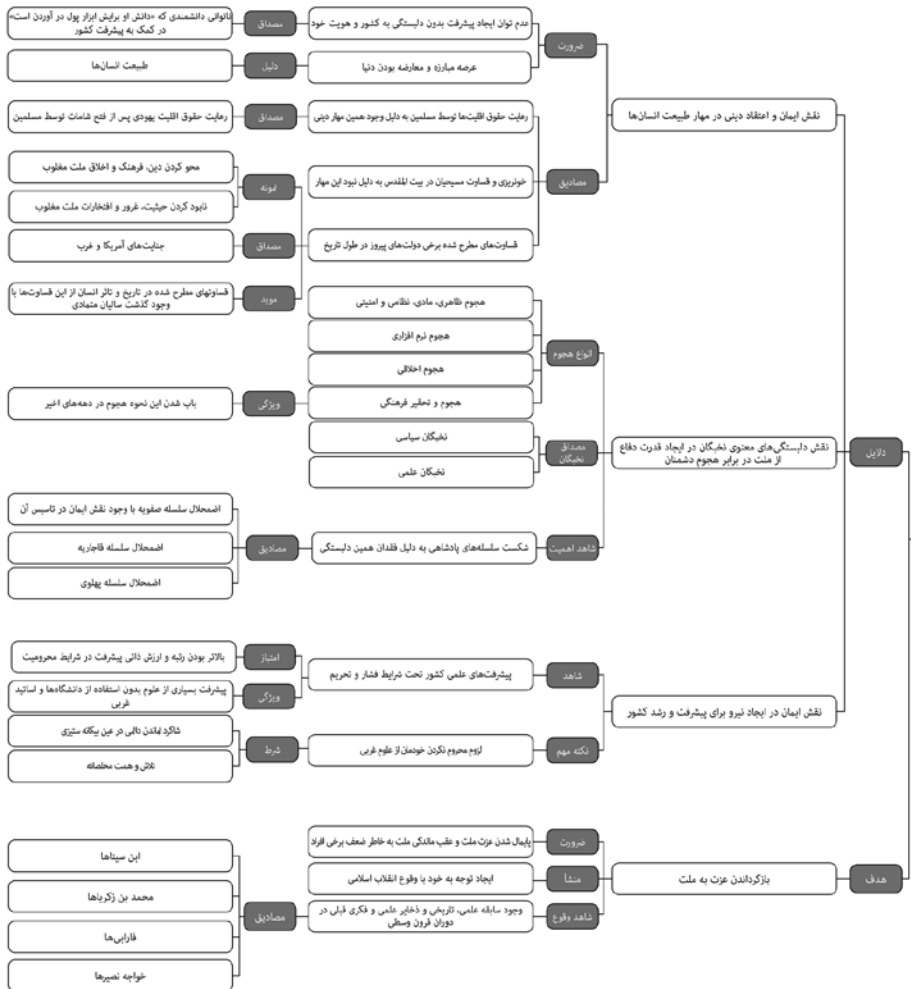 دلایل
نقش ایمان و اعتقاد دینی در مهار طبیعت انسان‌ها
ضرورت
عدم توان ایجاد پیشرفت بدون دلبستگی به کشور و هویت خود
مصداق
ناتوانی دانشمندی که «دانش او برایش ابزار پول در آوردن است»
در کمک به پیشرفت کشور
عرصه مبارزه و معارضه بودن دنیا
دلیل
طبیعت انسان‌ها
مصادیق
رعایت حقوق اقلیت‌ها توسط مسلمین به دلیل وجود همین مهار دینی
مصداق
رعایت حقوق اقلیت یهودی پس از فتح شامات توسط مسلمین
خونریزی و قساوت مسیحیان در بیت المقدس به دلیل نبود این مهار
قساوت‌های مطرح شده برخی دولت‌های پیروز در طول تاریخ
نمونه
محو کردن دین، فرهنگ و اخلاق ملت مغلوب
نابود کردن حیثیت، غرور و افتخارات ملت مغلوب
مصداق
جنایت‌های آمریکا و غرب
موید
قساوتهای مطرح شده در تاریخ و تاثر انسان از این قساوت‌ها با
وجود گذشت سالیان متمادی
نقش دلبستگی‌های معنوی نخبگان در ایجاد قدرت دفاع
از ملت در برابر هجوم دشمنان
انواع هجوم
هجوم ظاهری، مادی، نظامی و امنیتی
هجوم نرم افزاری
هجوم اخلاقی
هجوم و تحقیر فرهنگی
ویژگی
باب شدن این نحوه هجوم در دهه‌های اخیر
مصداق
نخبگان
نخبگان سیاسی
نخبگان علمی
شاهد اهمیت
شکست سلسله‌های پادشاهی به دلیل فقدان همین دلبستگی
مصادیق
اضمحلال سلسله صفویه با وجود نقش ایمان در تاسیس آن
اضمحلال سلسله قاجاریه
اضمحلال سلسله پهلوی
نقش ایمان در ایجاد نیرو برای پیشرفت و رشد کشور
شاهد
پیشرفت‌های علمی کشور تحت شرایط فشار و تحریم
امتیاز
بالاتر بودن رتبه و ارزش ذاتی پیشرفت در شرایط محرومیت
ویژگی
پیشرفت بسیاری از علوم بدون استفاده از دانشگاه‌ها و اساتید
غربی
نکته مهم
لزوم محروم نکردن خودمان از علوم غربی
شرط
شاگرد نماندن دائمی در عین بیگانه ستیزی
تلاش و همت مخلصانه
هدف
بازگرداندن عزت به ملت
ضرورت
پایمال شدن عزت ملت و عقب ماندگی ملت به خاطر ضعف برخی افراد
منشأ
ایجاد توجه به خود با وقوع انقلاب اسلامی
شاهد وقوع
وجود سابقه علمی، تاریخی و ذخایر علمی و فکری قبلی در
دوران قرون وسطی
مصادیق
ابن سیناها
محمد بن زکریاها
فارابی‌ها
خواجه نصیرها